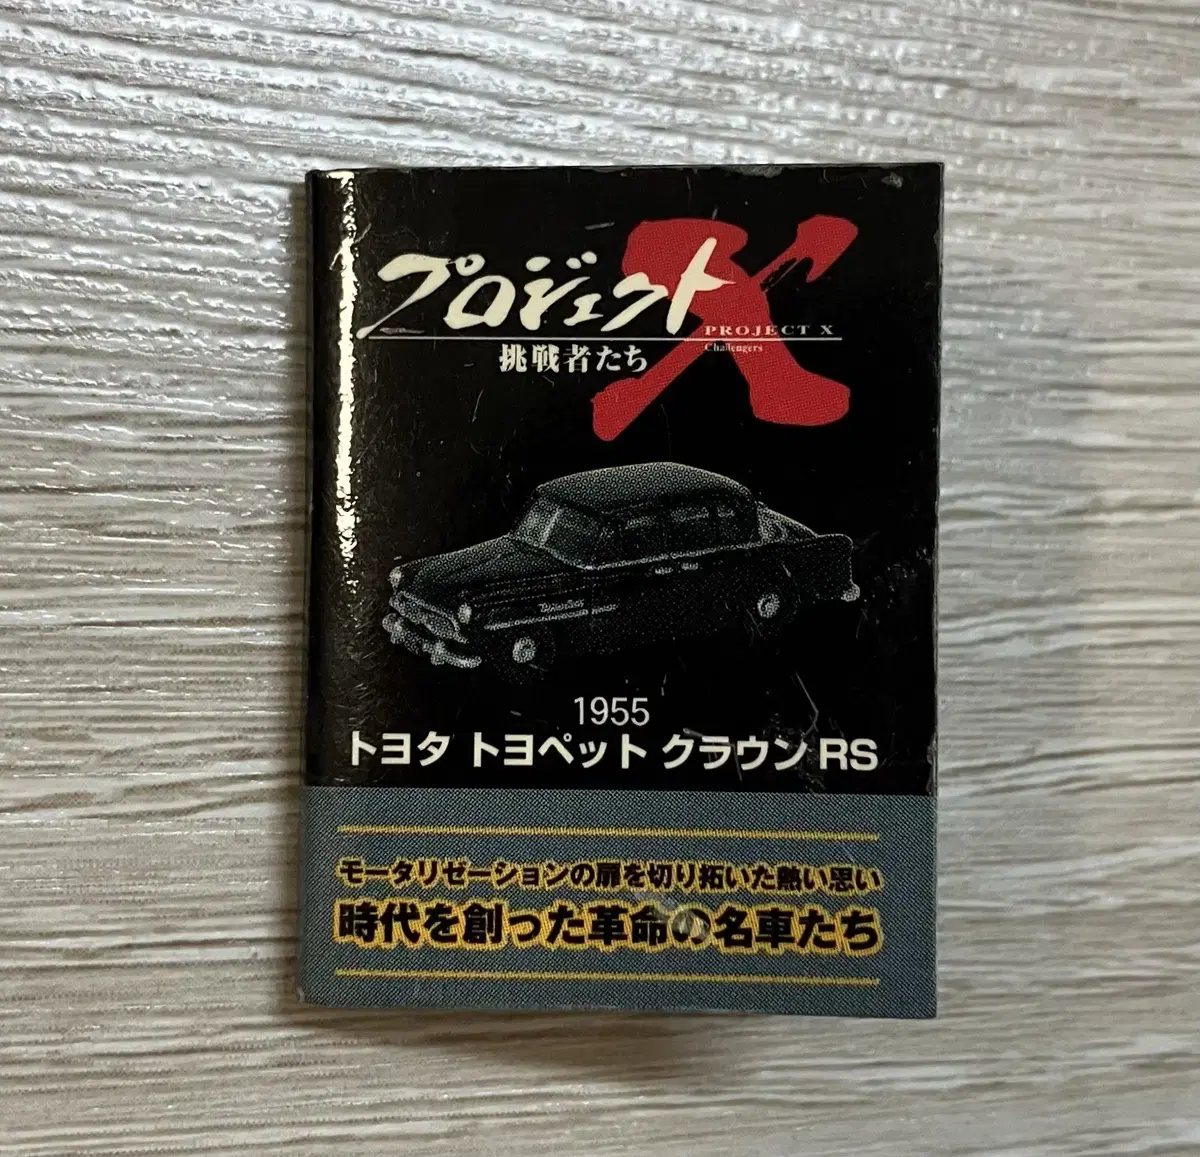 プロジェクトX
PROJECT X
Challengers
挑戦者たち
1955
トヨタ トヨペット クラウン RS
モータリゼーションの扉を切り拓いた熱い思い
時代を創った革命の名車たち